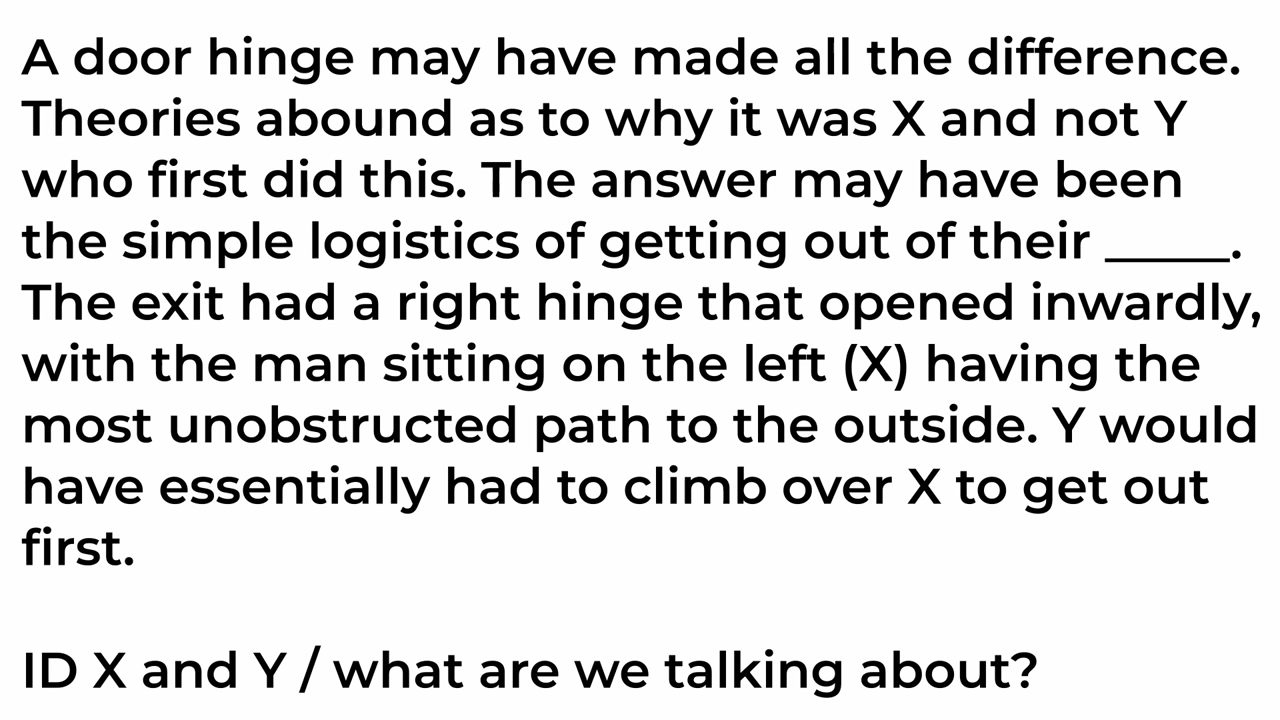 A door hinge may have made all the difference.
Theories abound as to why it was X and not Y
who first did this. The answer may have been
the simple logistics of getting out of their _____.
The exit had a right hinge that opened inwardly,
with the man sitting on the left (X) having the
most unobstructed path to the outside. Y would
have essentially had to climb over X to get out
first.
ID X and Y / what are we talking about?